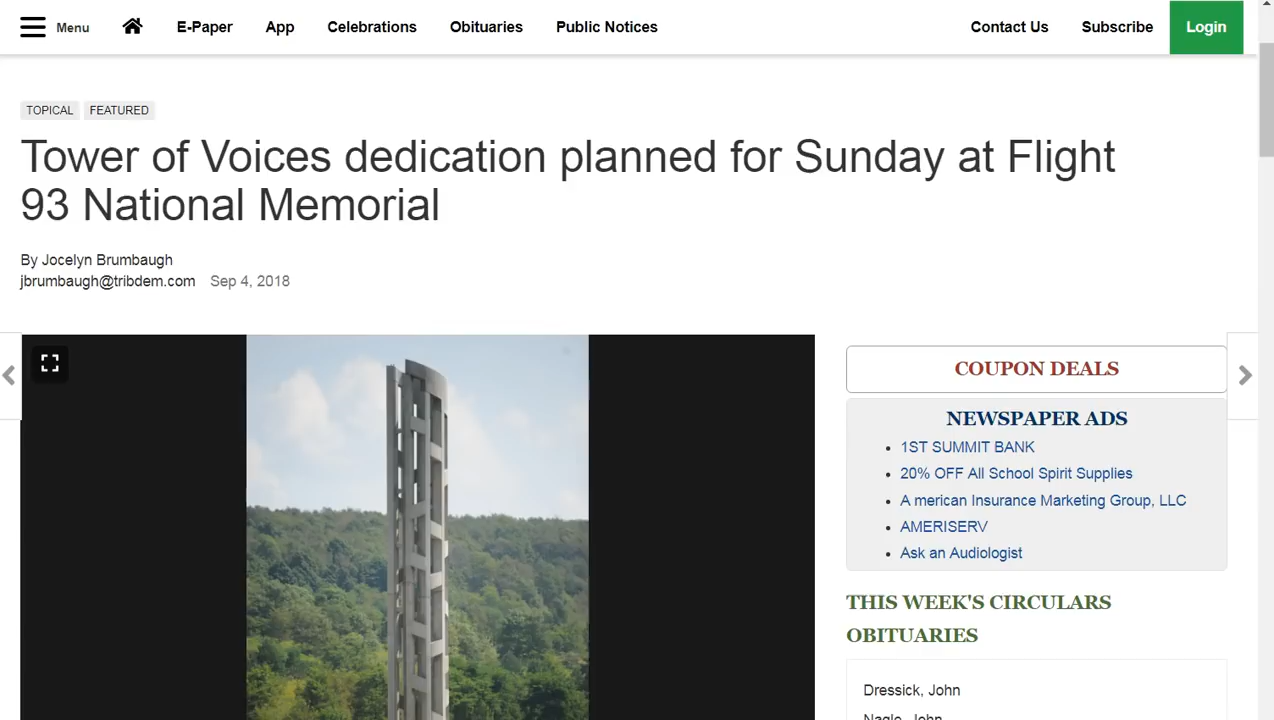 Menu E-Paper App Celebrations Obituaries Public Notices Contact Us Subscribe Login
TOPICAL FEATURED
Tower of Voices dedication planned for Sunday at Flight
93 National Memorial
By Jocelyn Brumbaugh
jbrumbaugh@tribdem.com Sep 4, 2018
COUPON DEALS
NEWSPAPER ADS
1ST SUMMIT BANK
20% OFF All School Spirit Supplies
A merican Insurance Marketing Group, LLC
AMERISERV
Ask an Audiologist
THIS WEEK'S CIRCULARS
OBITUARIES
Dressick, John
Nagle, John